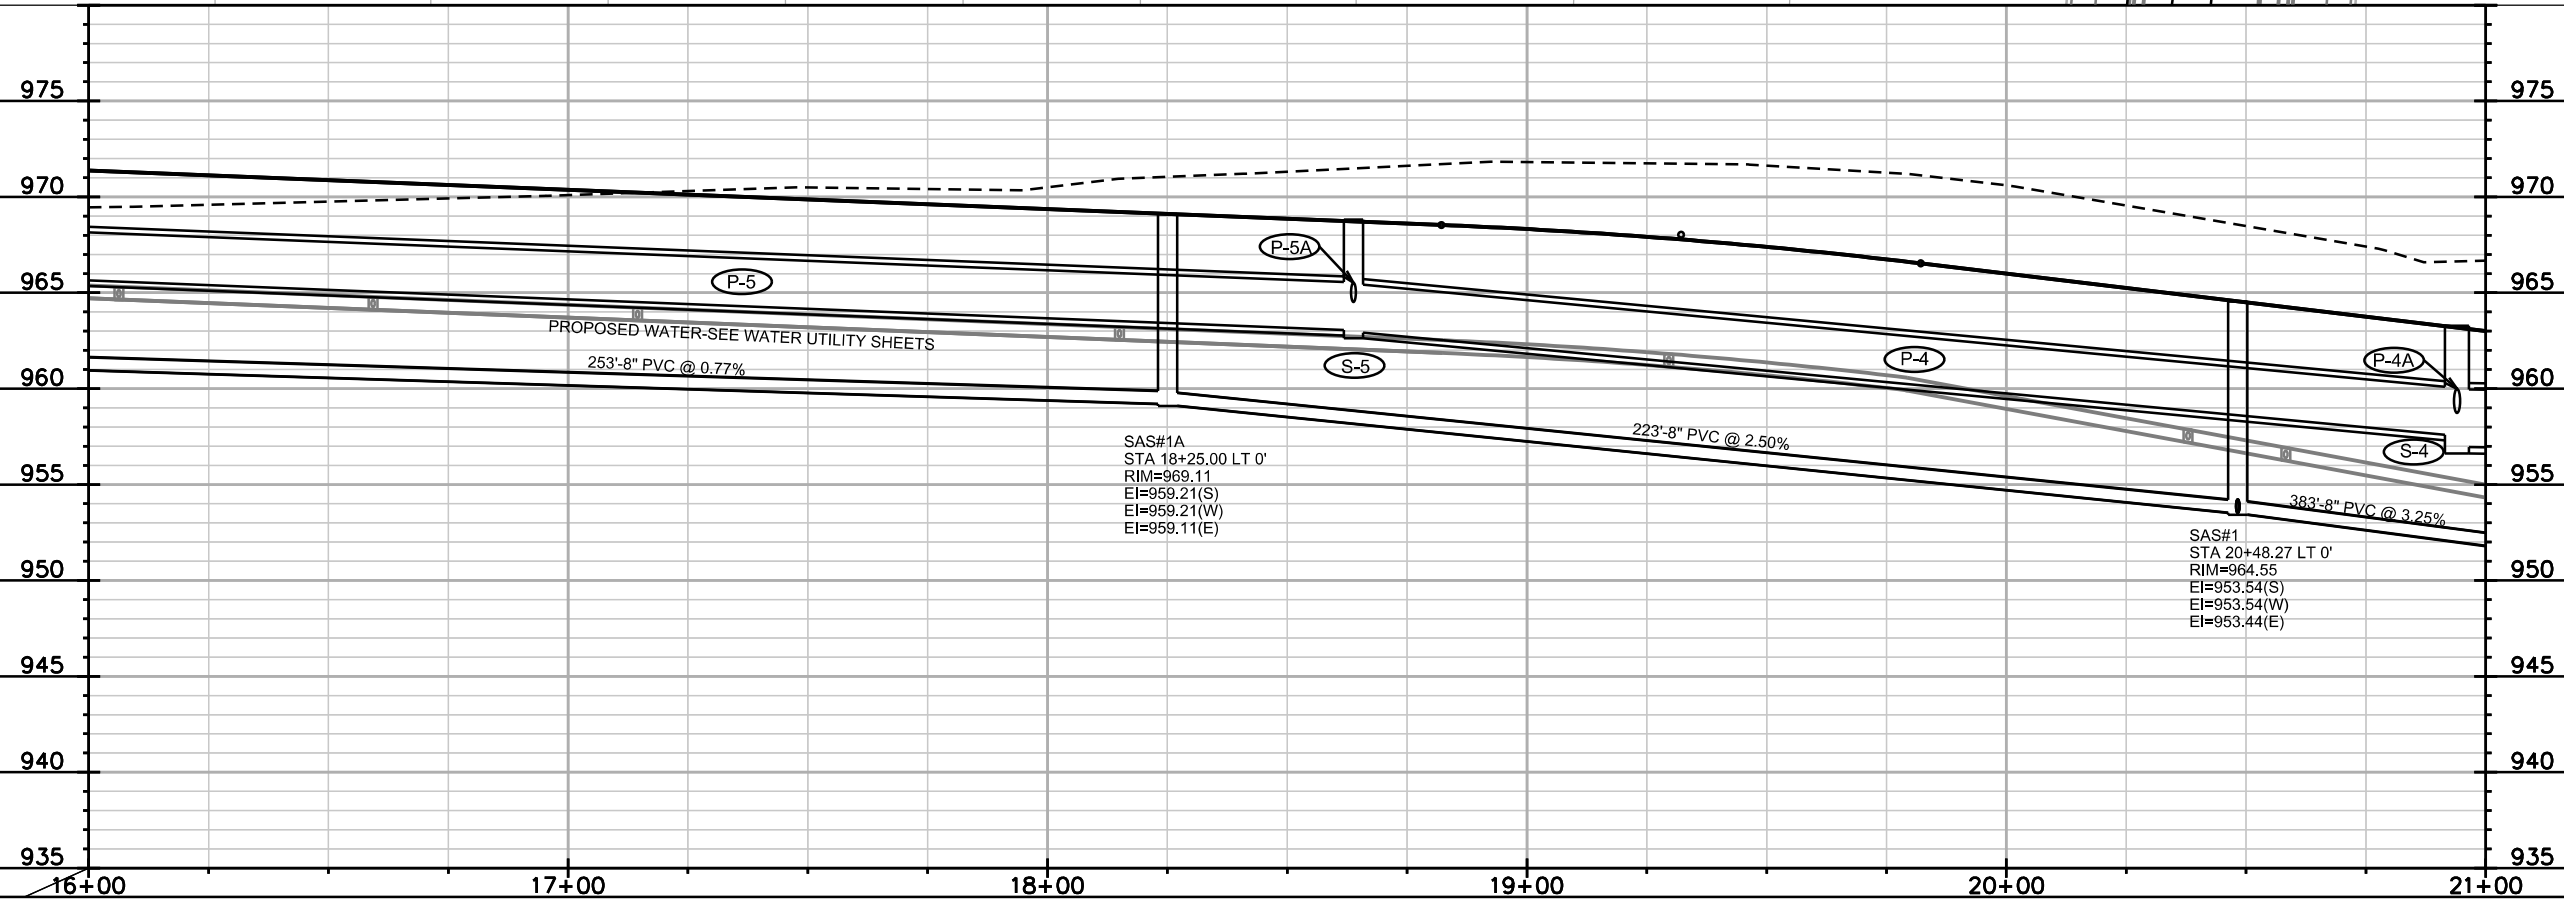 975
975
970
970
965
965
960
960
955
955
950
950
945
945
940
940
935
935
P-5
P-5A
P-4
P-4A
S-5
S-4
PROPOSED WATER-SEE WATER UTILITY SHEETS
253'-8" PVC @ 0.77%
223'-8" PVC @ 2.50%
383'-8" PVC @ 3.25%
SAS#1A
STA 18+25.00 LT 0'
RIM=969.11
EI=959.21(S)
EI=959.21(W)
EI=959.11(E)
SAS#1
STA 20+48.27 LT 0'
RIM=964.55
EI=953.54(S)
EI=953.54(W)
EI=953.44(E)
16+00
17+00
18+00
19+00
20+00
21+00